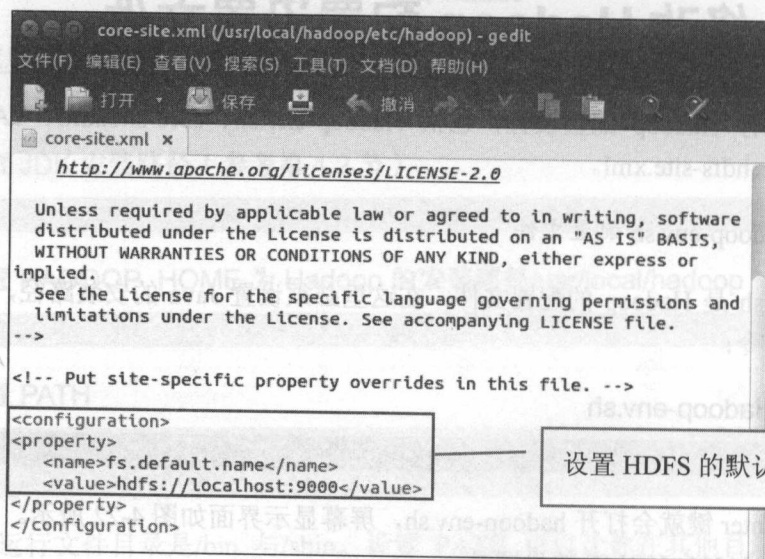 core-site.xml (/usr/local/hadoop/etc/hadoop) - gedit
文件(F) 编辑(E) 查看(V) 搜索(S) 工具(T) 文档(D) 帮助(H)
打开 保存 撤消
core-site.xml x
http://www.apache.org/licenses/LICENSE-2.0
Unless required by applicable law or agreed to in writing, software
distributed under the License is distributed on an "AS IS" BASIS,
WITHOUT WARRANTIES OR CONDITIONS OF ANY KIND, either express or
implied.
See the License for the specific language governing permissions and
limitations under the License. See accompanying LICENSE file.
-->
<!-- Put site-specific property overrides in this file. -->
<configuration>
<property>
<name>fs.default.name</name>
<value>hdfs://localhost:9000</value>
</property>
</configuration>
设置 HDFS 的默认